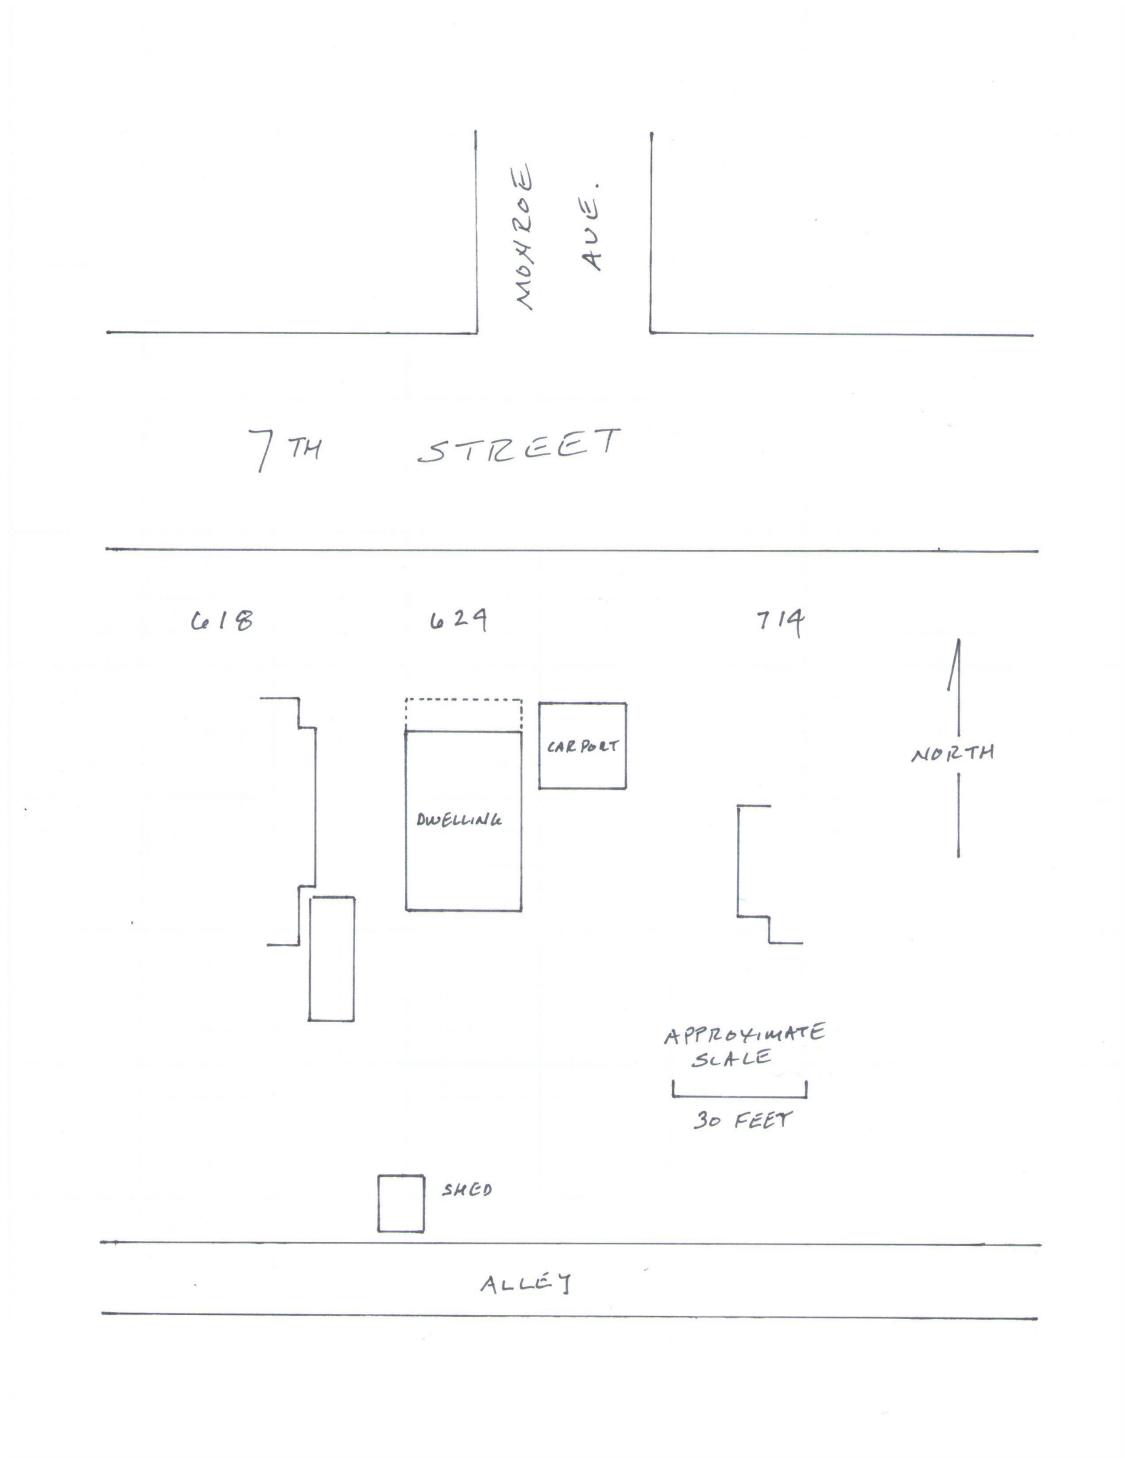 MONROE
AVE.
7TH STREET
618 624 714
CARPORT
NORTH
DWELLING
APPROXIMATE
SCALE
30 FEET
SHED
ALLEY